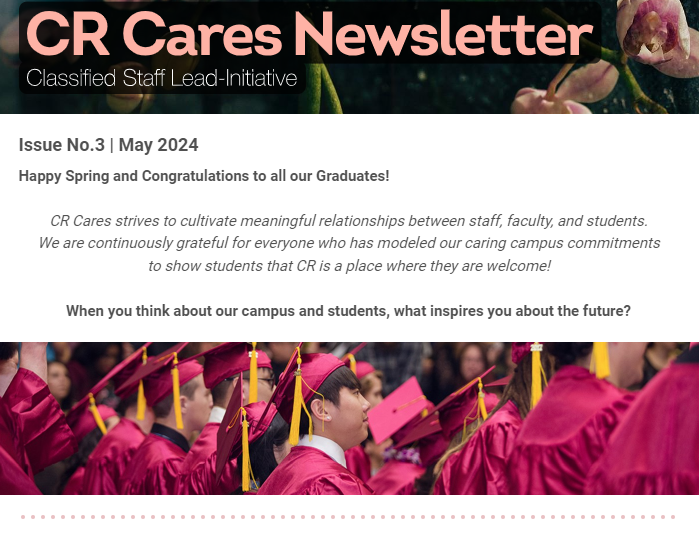 CR Cares Newsletter
Classified Staff Lead-Initiative
Issue No.3 | May 2024
Happy Spring and Congratulations to all our Graduates!
CR Cares strives to cultivate meaningful relationships between staff, faculty, and students.
We are continuously grateful for everyone who has modeled our caring campus commitments
to show students that CR is a place where they are welcome!
When you think about our campus and students, what inspires you about the future?